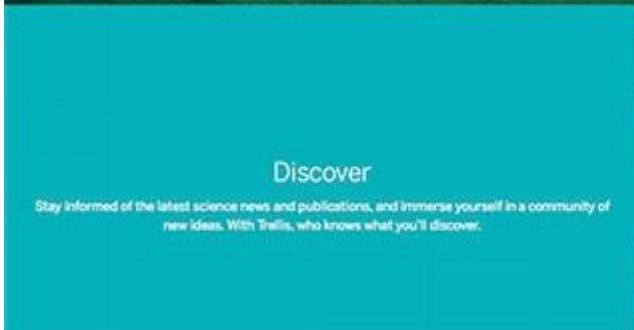 Discover
Stay informed of the latest science news and publications, and immerse yourself in a community of
new ideas. With Trellis, who knows what you'll discover.